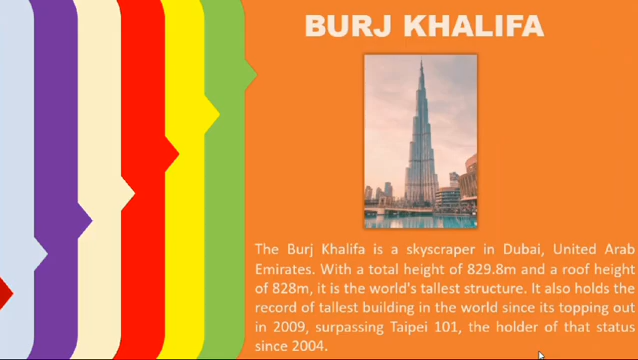 BURJ KHALIFA
The Burj Khalifa is a skyscraper in Dubai, United Arab
Emirates. With a total height of 829.8m and a roof height
of 828m, it is the world's tallest structure. It also holds the
record of tallest building in the world since its topping out
in 2009, surpassing Taipei 101, the holder of that status
since 2004.